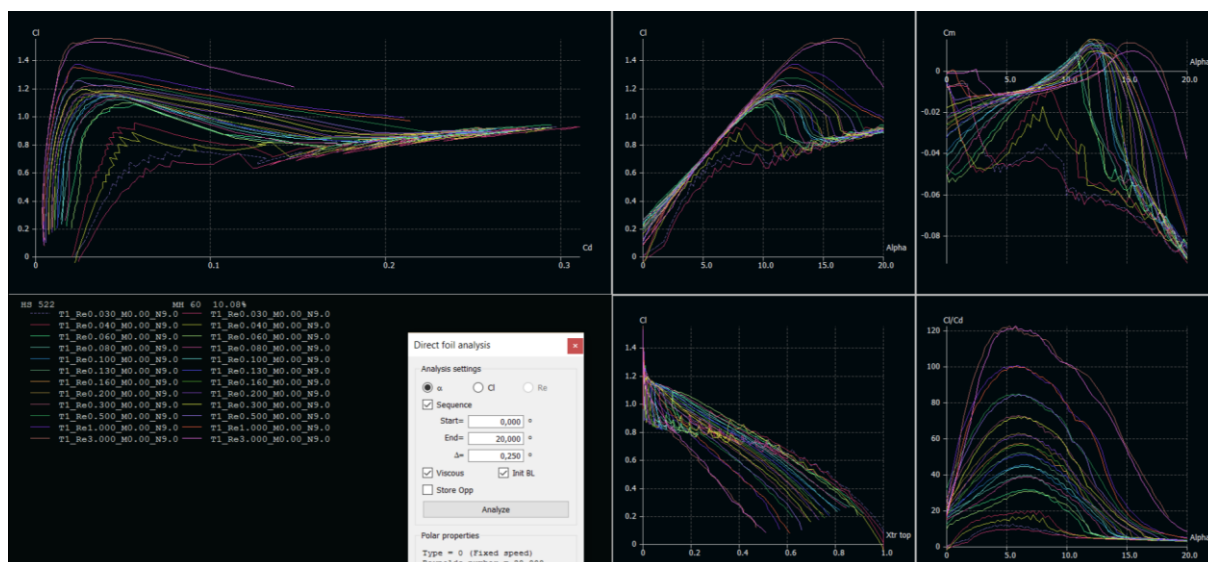 Cl
1.4
1.2
1.0
0.8
0.6
0.4
0.2
0
0 0.1 0.2 0.3
Cd
Cl
1.4
1.2
1.0
0.8
0.6
0.4
0.2
0
0 5.0 10.0 15.0 20.0
Alpha
Cm
0
-0.02
-0.04
-0.06
-0.08
5.0 10.0 15.0 20.0
Alpha
HS 522 MH 60 10.08%
T1_Re0.030_M0.00_N9.0 T1_Re0.030_M0.00_N9.0
T1_Re0.040_M0.00_N9.0 T1_Re0.040_M0.00_N9.0
T1_Re0.060_M0.00_N9.0 T1_Re0.060_M0.00_N9.0
T1_Re0.080_M0.00_N9.0 T1_Re0.080_M0.00_N9.0
T1_Re0.100_M0.00_N9.0 T1_Re0.100_M0.00_N9.0
T1_Re0.130_M0.00_N9.0 T1_Re0.130_M0.00_N9.0
T1_Re0.160_M0.00_N9.0 T1_Re0.160_M0.00_N9.0
T1_Re0.200_M0.00_N9.0 T1_Re0.200_M0.00_N9.0
T1_Re0.300_M0.00_N9.0 T1_Re0.300_M0.00_N9.0
T1_Re0.500_M0.00_N9.0 T1_Re0.500_M0.00_N9.0
T1_Re1.000_M0.00_N9.0 T1_Re1.000_M0.00_N9.0
T1_Re3.000_M0.00_N9.0 T1_Re3.000_M0.00_N9.0
Direct foil analysis
Analysis settings
α Cl Re
Sequence
Start= 0,000 °
End= 20,000 °
Δ= 0,250 °
Viscous Init BL
Store Opp
Analyze
Polar properties
Type = 0 (Fixed speed)
Cl
1.4
1.2
1.0
0.8
0.6
0.4
0.2
0
0 0.2 0.4 0.6 0.8 1.0
Xtr top
Cl/Cd
120
100
80
60
40
20
0
0 5.0 10.0 15.0 20.0
Alpha